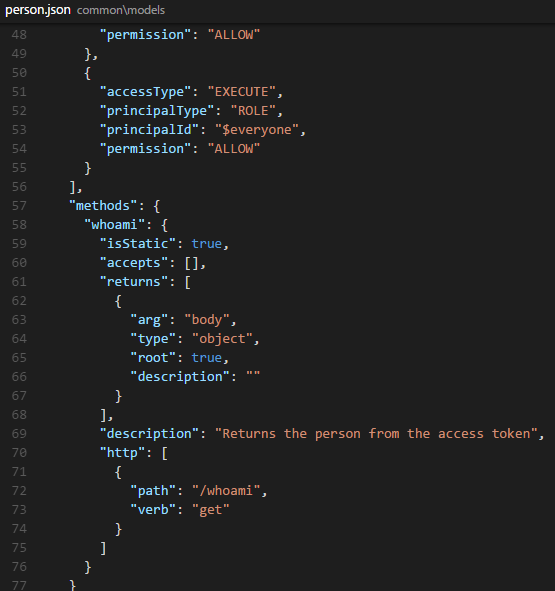 person.json common\models
48 "permission": "ALLOW"
49 },
50 {
51 "accessType": "EXECUTE",
52 "principalType": "ROLE",
53 "principalId": "$everyone",
54 "permission": "ALLOW"
55 }
56 ],
57 "methods": {
58 "whoami": {
59 "isStatic": true,
60 "accepts": [],
61 "returns": [
62 {
63 "arg": "body",
64 "type": "object",
65 "root": true,
66 "description": ""
67 }
68 ],
69 "description": "Returns the person from the access token",
70 "http": [
71 {
72 "path": "/whoami",
73 "verb": "get"
74 }
75 ]
76 }
77 }